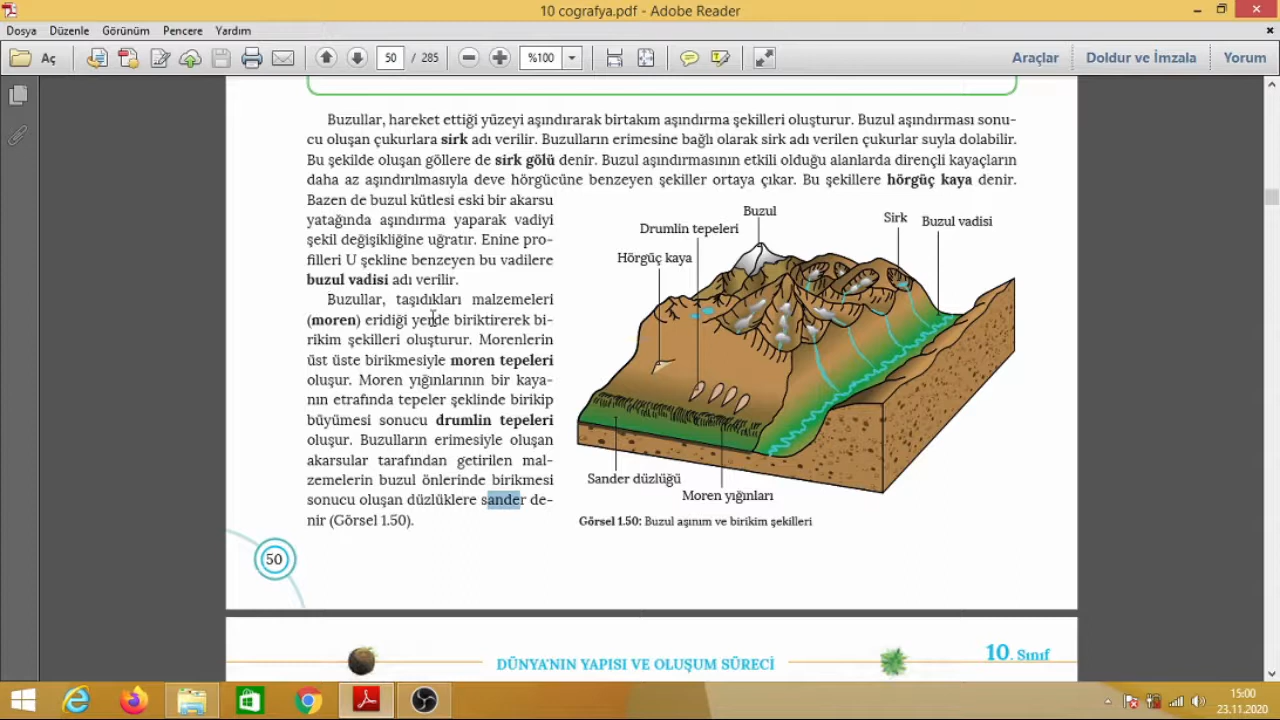 10 cografya.pdf - Adobe Reader
Dosya Düzenle Görünüm Pencere Yardım
Aç 50 / 285 %100 Araçlar Doldur ve İmzala Yorum
Buzullar, hareket ettiği yüzeyi aşındırarak birtakım aşındırma şekilleri oluşturur. Buzul aşındırması sonu-
cu oluşan çukurlara sirk adı verilir. Buzulların erimesine bağlı olarak sirk adı verilen çukurlar suyla dolabilir.
Bu şekilde oluşan göllere de sirk gölü denir. Buzul aşındırmasının etkili olduğu alanlarda dirençli kayaçların
daha az aşındırılmasıyla deve hörgücüne benzeyen şekiller ortaya çıkar. Bu şekillere hörgüç kaya denir.
Bazen de buzul kütlesi eski bir akarsu
yatağında aşındırma yaparak vadiyi
şekil değişikliğine uğratır. Enine pro-
filleri U şekline benzeyen bu vadilere
buzul vadisi adı verilir.
Buzullar, taşıdıkları malzemeleri
(moren) eridiği yerde biriktirerek bi-
rikim şekilleri oluşturur. Morenlerin
üst üste birikmesiyle moren tepeleri
oluşur. Moren yığınlarının bir kaya-
nın etrafında tepeler şeklinde birikip
büyümesi sonucu drumlin tepeleri
oluşur. Buzulların erimesiyle oluşan
akarsular tarafından getirilen mal-
zemelerin buzul önlerinde birikmesi
sonucu oluşan düzlüklere sander de-
nir (Görsel 1.50).
Buzul
Drumlin tepeleri
Hörgüç kaya
Sirk
Buzul vadisi
Sander düzlüğü
Moren yığınları
Görsel 1.50: Buzul aşınım ve birikim şekilleri
50
DÜNYA'NIN YAPISI VE OLUŞUM SÜRECİ
10. Sınıf
15:00
23.11.2020